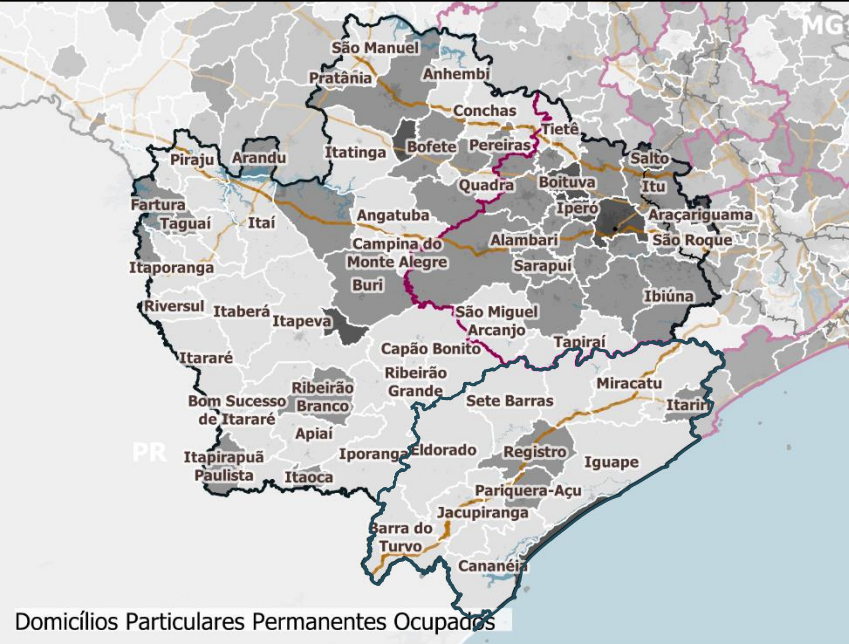 MG
São Manuel
Pratânia
Anhembi
Conchas
Tietê
Piraju
Arandu
Itatinga
Bofete
Pereiras
Salto
Quadra
Boituva
Itu
Fartura
Taguaí
Itaí
Angatuba
Iperó
Araçariguama
Campina do
Monte Alegre
Alambari
São Roque
Sarapuí
Itaporanga
Buri
Ibiúna
Riversul
Itaberá
Itapeva
São Miguel
Arcanjo
Itararé
Capão Bonito
Tapiraí
Ribeirão
Grande
Ribeirão
Branco
Miracatu
Bom Sucesso
de Itararé
Sete Barras
Itariri
Apiaí
PR
Itapirapuã
Paulista
Iporanga
Eldorado
Registro
Iguape
Itaoca
Pariquera-Açu
Jacupiranga
Barra do
Turvo
Cananéia
Domicílios Particulares Permanentes Ocupados